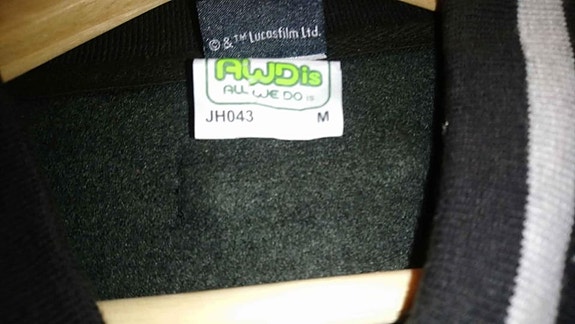 © & ™ Lucasfilm Ltd.
AWDis
ALL WE DO is
JH043 M